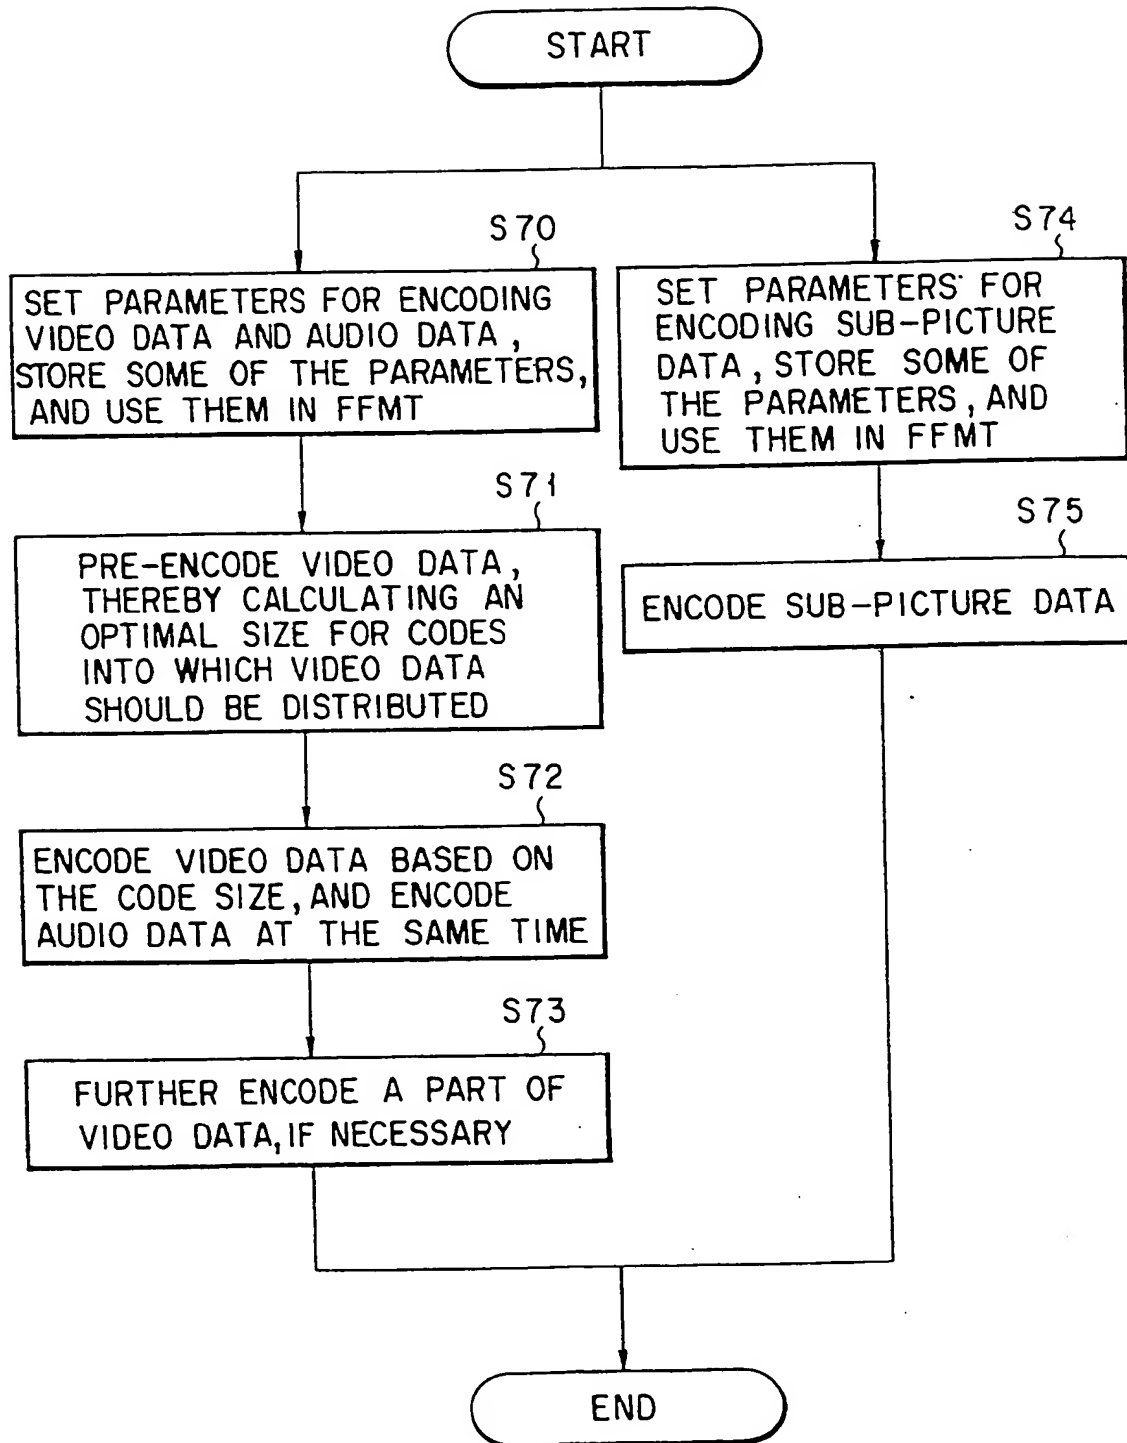 START
S70
SET PARAMETERS FOR ENCODING
VIDEO DATA AND AUDIO DATA,
STORE SOME OF THE PARAMETERS,
AND USE THEM IN FFMT
S71
PRE-ENCODE VIDEO DATA,
THEREBY CALCULATING AN
OPTIMAL SIZE FOR CODES
INTO WHICH VIDEO DATA
SHOULD BE DISTRIBUTED
S72
ENCODE VIDEO DATA BASED ON
THE CODE SIZE, AND ENCODE
AUDIO DATA AT THE SAME TIME
S73
FURTHER ENCODE A PART OF
VIDEO DATA, IF NECESSARY
S74
SET PARAMETERS FOR
ENCODING SUB-PICTURE
DATA, STORE SOME OF
THE PARAMETERS, AND
USE THEM IN FFMT
S75
ENCODE SUB-PICTURE DATA
END